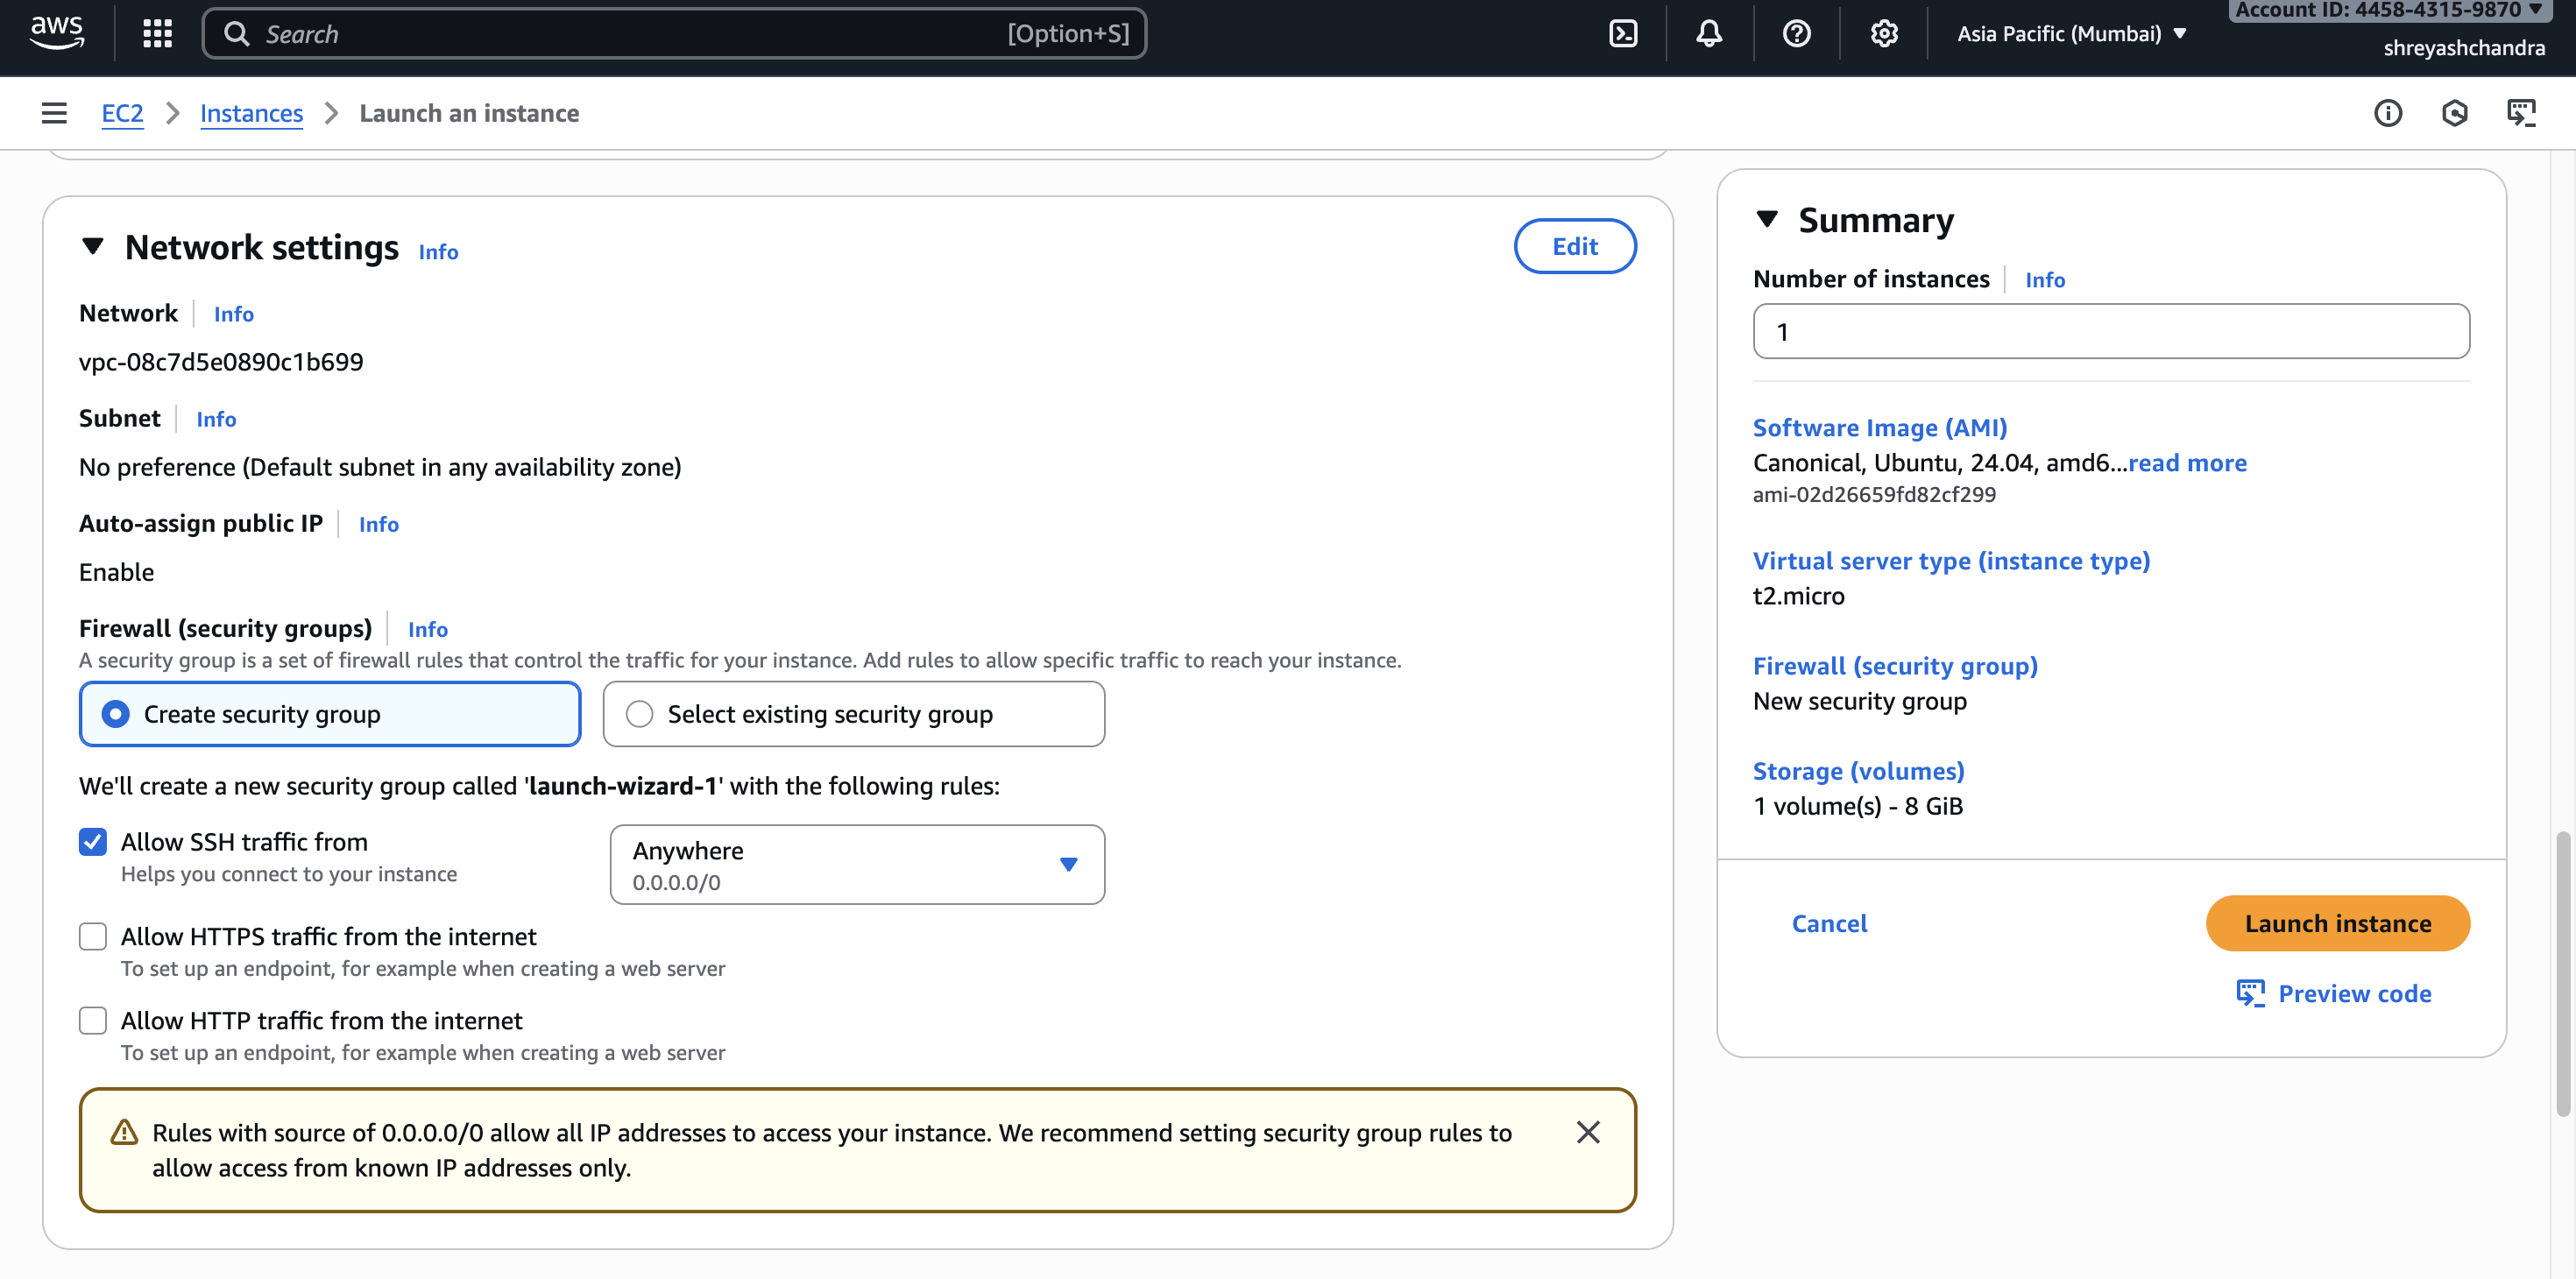 aws
Search
[Option+S]
Asia Pacific (Mumbai)
Account ID: 4458-4315-9870
shreyashchandra
EC2
Instances
Launch an instance
Network settings Info
Edit
Network Info
vpc-08c7d5e0890c1b699
Subnet Info
No preference (Default subnet in any availability zone)
Auto-assign public IP Info
Enable
Firewall (security groups) Info
A security group is a set of firewall rules that control the traffic for your instance. Add rules to allow specific traffic to reach your instance.
Create security group
Select existing security group
We'll create a new security group called 'launch-wizard-1' with the following rules:
Allow SSH traffic from
Helps you connect to your instance
Anywhere
0.0.0.0/0
Allow HTTPS traffic from the internet
To set up an endpoint, for example when creating a web server
Allow HTTP traffic from the internet
To set up an endpoint, for example when creating a web server
Rules with source of 0.0.0.0/0 allow all IP addresses to access your instance. We recommend setting security group rules to
allow access from known IP addresses only.
Summary
Number of instances Info
1
Software Image (AMI)
Canonical, Ubuntu, 24.04, amd6...read more
ami-02d26659fd82cf299
Virtual server type (instance type)
t2.micro
Firewall (security group)
New security group
Storage (volumes)
1 volume(s) - 8 GiB
Cancel
Launch instance
Preview code